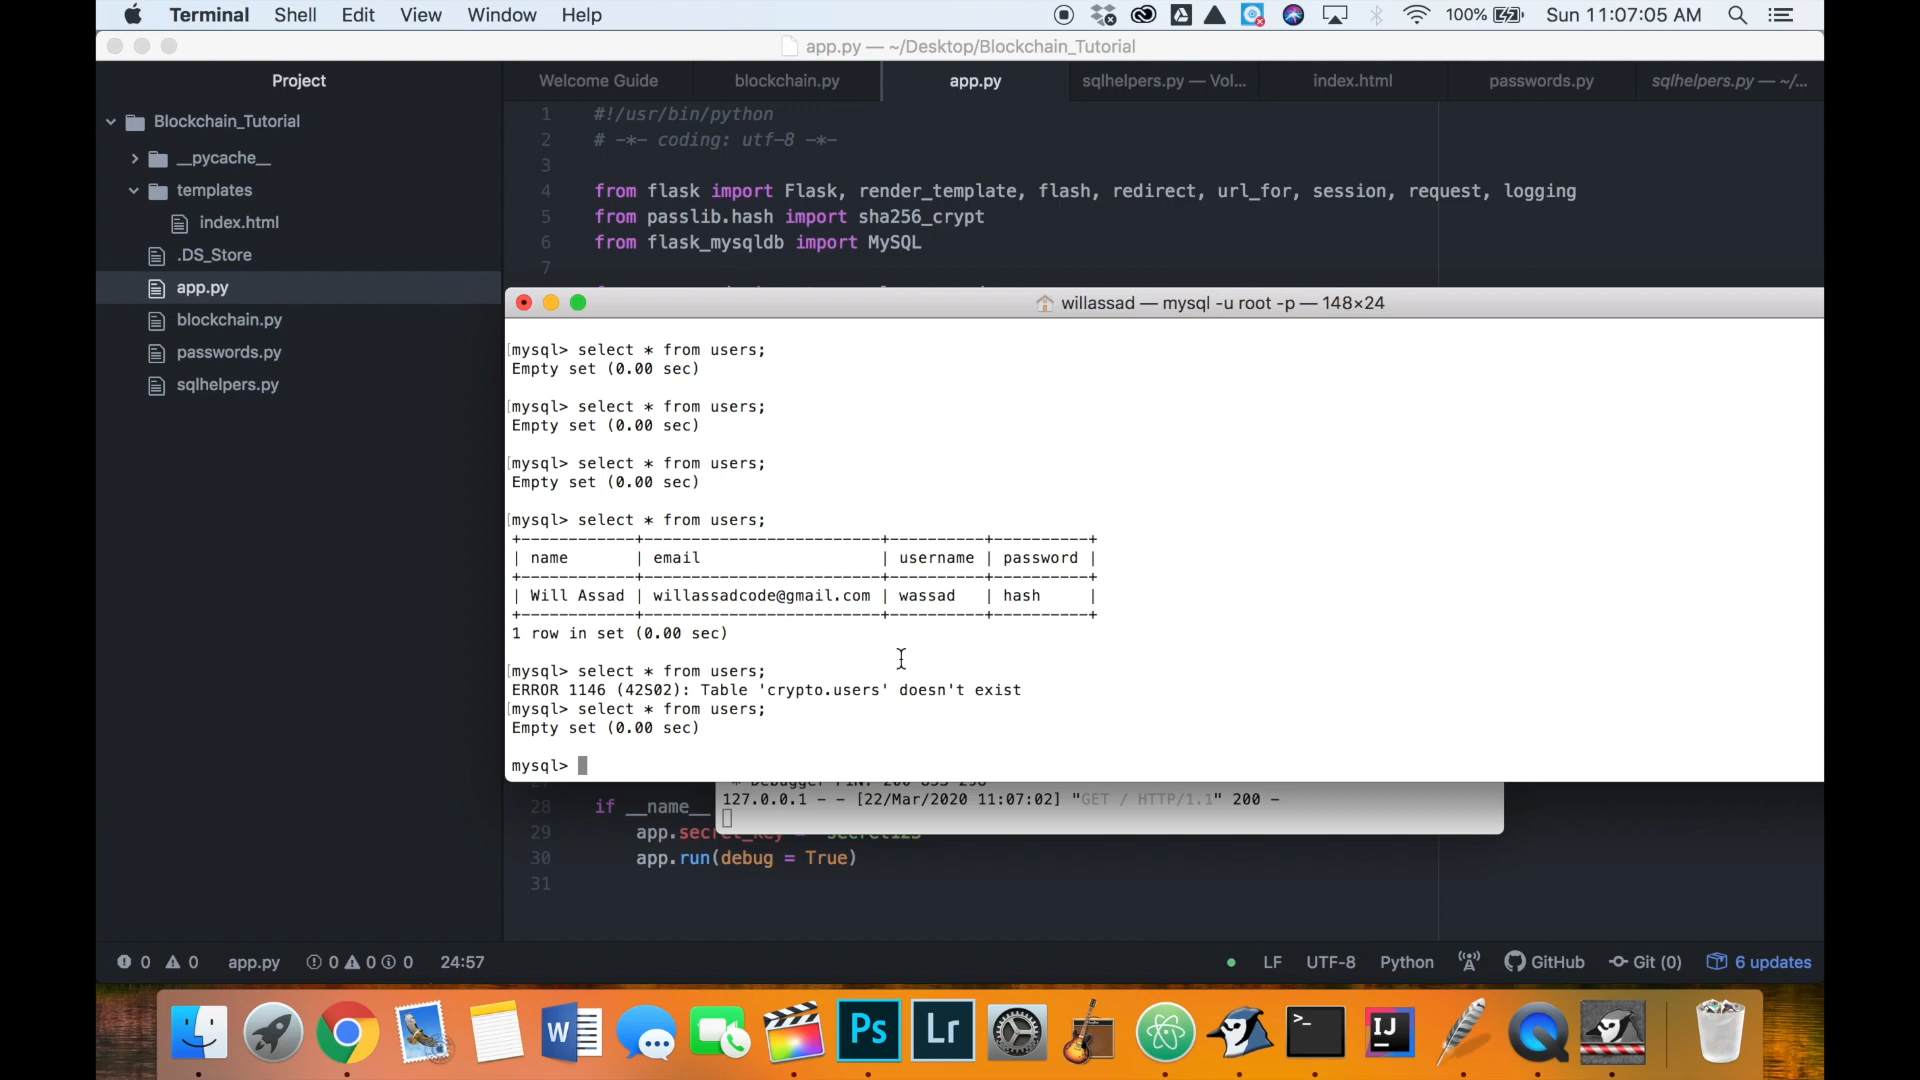 Terminal Shell Edit View Window Help 100% Sun 11:07:05 AM
app.py — ~/Desktop/Blockchain_Tutorial
Project Welcome Guide blockchain.py app.py sqlhelpers.py — Vol... index.html passwords.py sqlhelpers.py — ~/...
Blockchain_Tutorial
__pycache__
templates
index.html
.DS_Store
app.py
blockchain.py
passwords.py
sqlhelpers.py
1 #!/usr/bin/python
2 # -*- coding: utf-8 -*-
3
4 from flask import Flask, render_template, flash, redirect, url_for, session, request, logging
5 from passlib.hash import sha256_crypt
6 from flask_mysqldb import MySQL
7
willassad — mysql -u root -p — 148×24
mysql> select * from users;
Empty set (0.00 sec)
mysql> select * from users;
Empty set (0.00 sec)
mysql> select * from users;
Empty set (0.00 sec)
mysql> select * from users;
+------------+------------------------+----------+----------+
| name | email | username | password |
+------------+------------------------+----------+----------+
| Will Assad | willassadcode@gmail.com | wassad | hash |
+------------+------------------------+----------+----------+
1 row in set (0.00 sec)
mysql> select * from users;
ERROR 1146 (42S02): Table 'crypto.users' doesn't exist
mysql> select * from users;
Empty set (0.00 sec)
mysql>
127.0.0.1 - - [22/Mar/2020 11:07:02] "GET / HTTP/1.1" 200 -
28 if __name__
29 app.secret_key =
30 app.run(debug = True)
31
0 0 app.py 0 0 0 24:57 LF UTF-8 Python GitHub Git (0) 6 updates
W Ps Lr >_ IJ